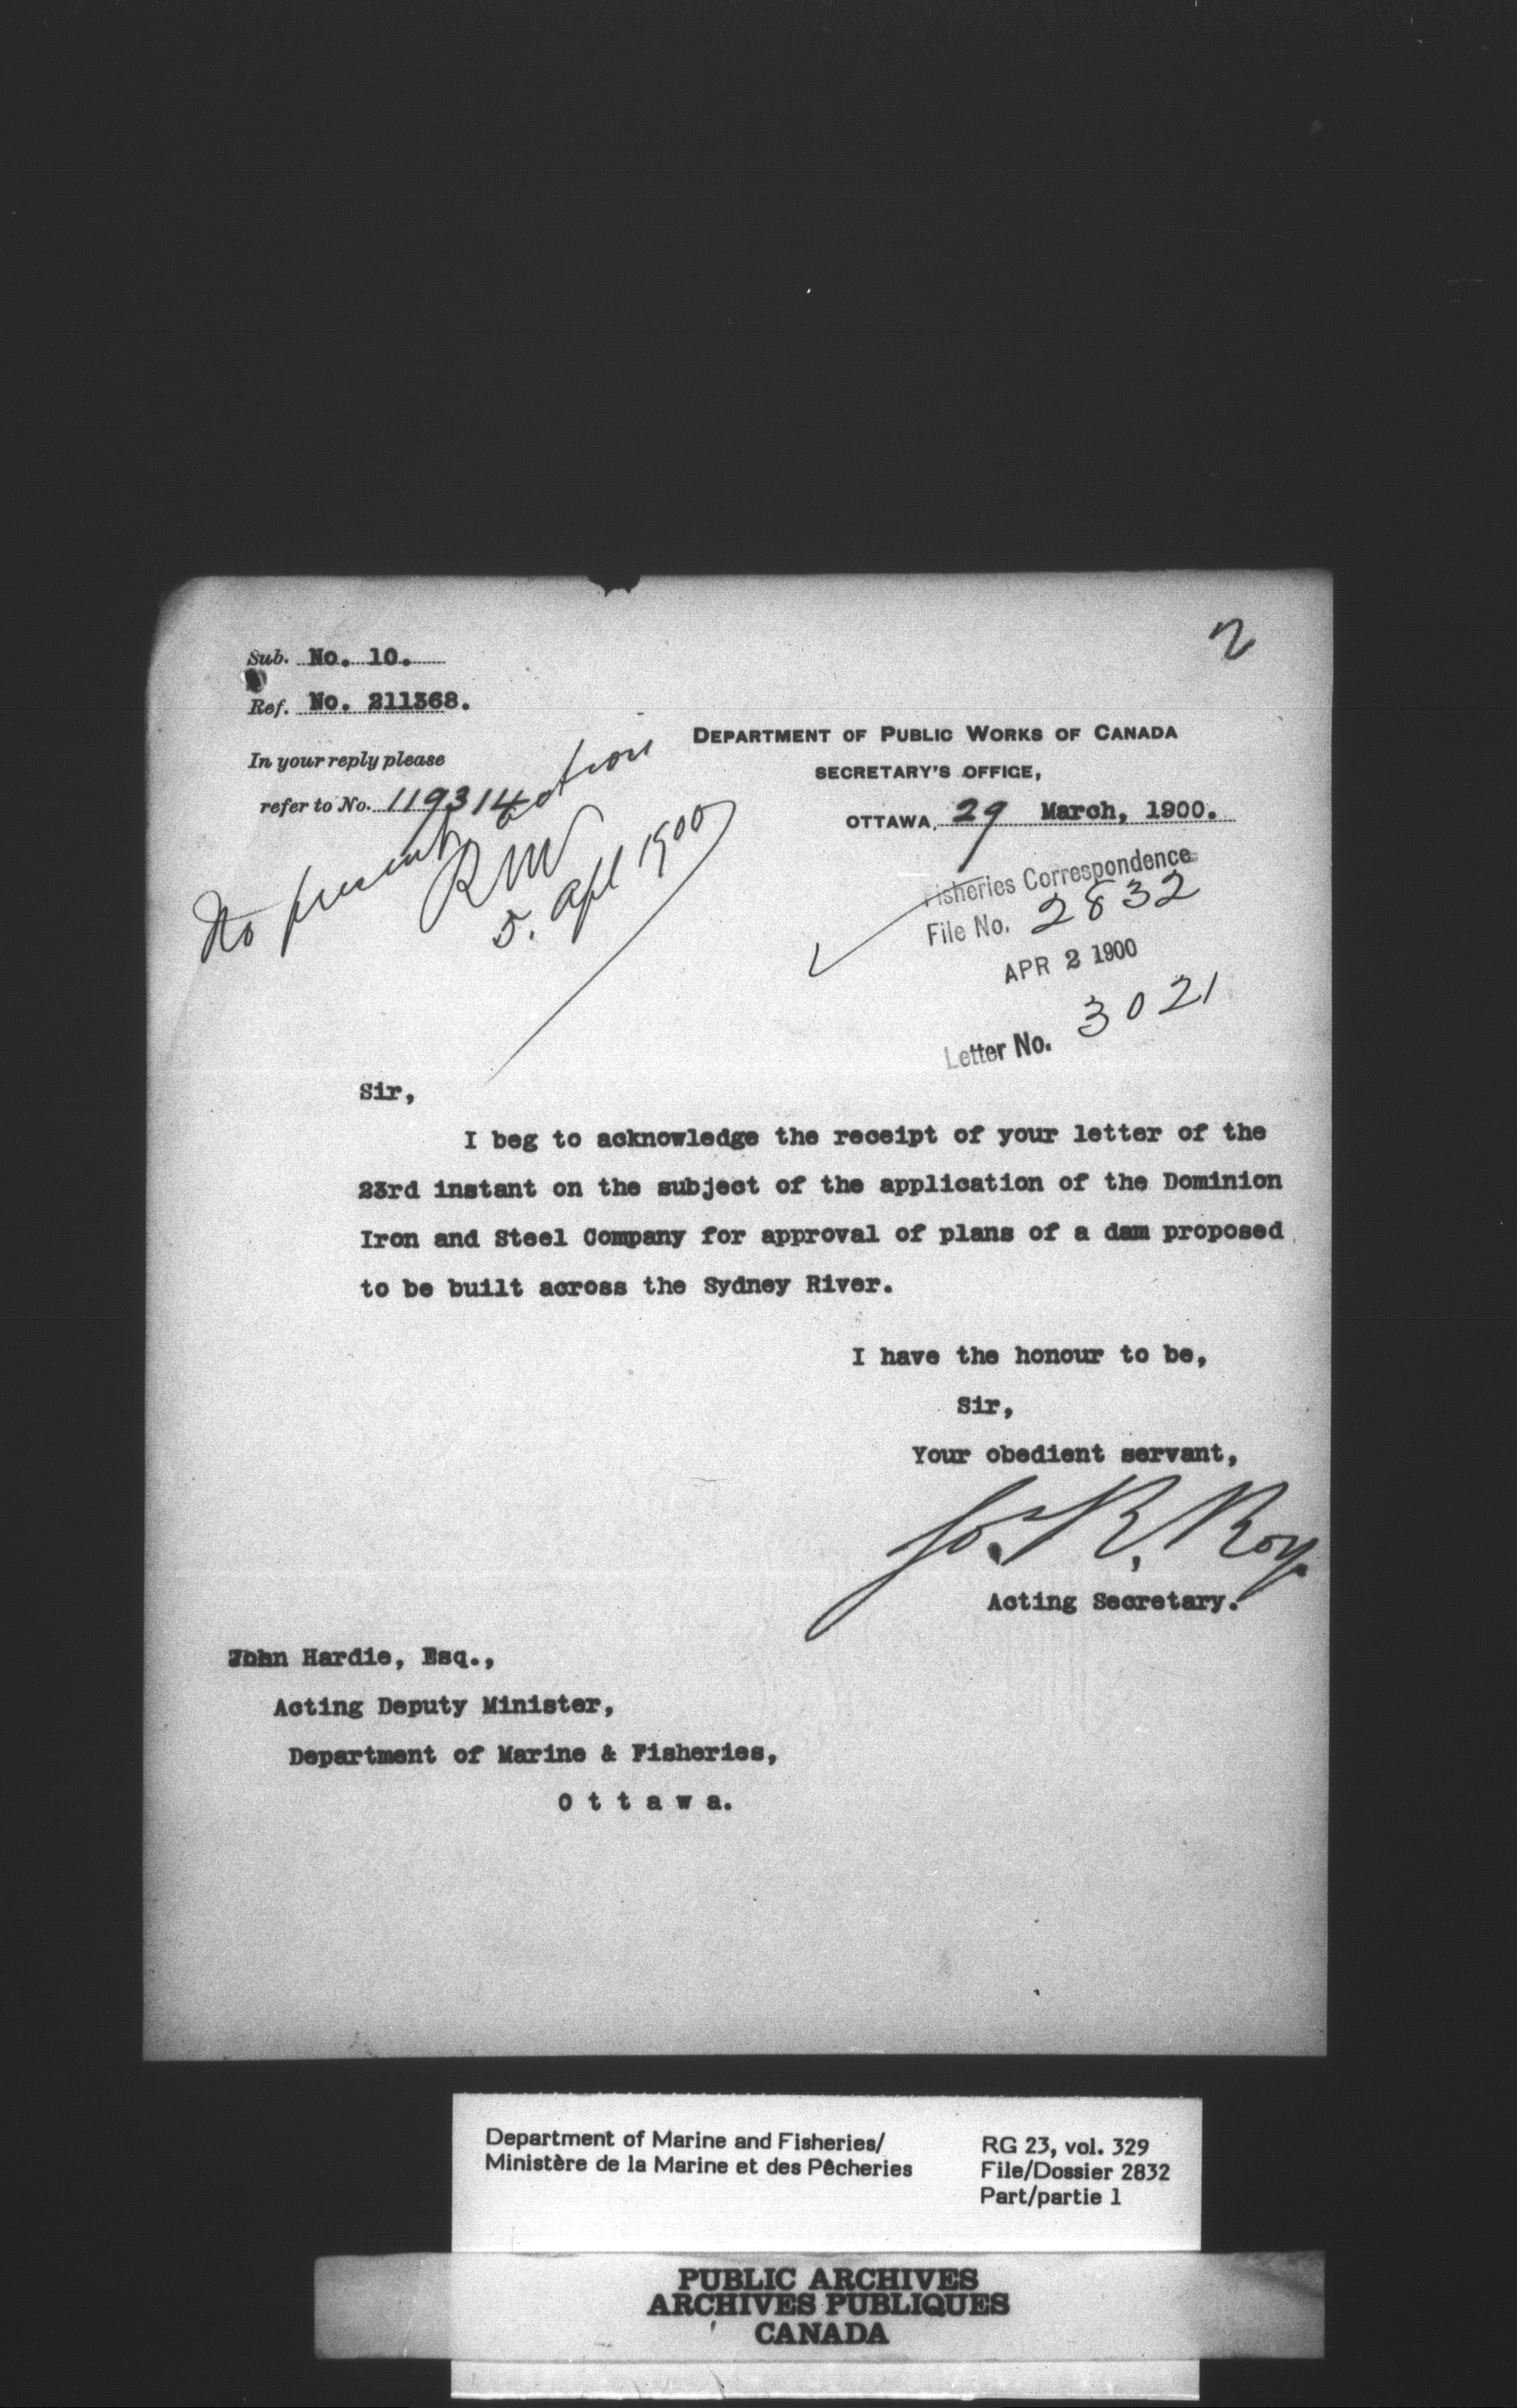 2
Sub. No. 10.
Ref. No. 211368.
In your reply please
refer to No. 119314
DEPARTMENT OF PUBLIC WORKS OF CANADA
SECRETARY'S OFFICE,
OTTAWA, 29 March, 1900.
No present action
RNV
5. Apl 1900
Fisheries Correspondence
File No. 2832
APR 2 1900
Letter No. 3021
Sir,
I beg to acknowledge the receipt of your letter of the
23rd instant on the subject of the application of the Dominion
Iron and Steel Company for approval of plans of a dam proposed
to be built across the Sydney River.
I have the honour to be,
Sir,
Your obedient servant,
Jo. R. Roy.
Acting Secretary.
John Hardie, Esq.,
Acting Deputy Minister,
Department of Marine & Fisheries,
O t t a w a.
Department of Marine and Fisheries/
Ministère de la Marine et des Pêcheries
RG 23, vol. 329
File/Dossier 2832
Part/partie 1
PUBLIC ARCHIVES
ARCHIVES PUBLIQUES
CANADA